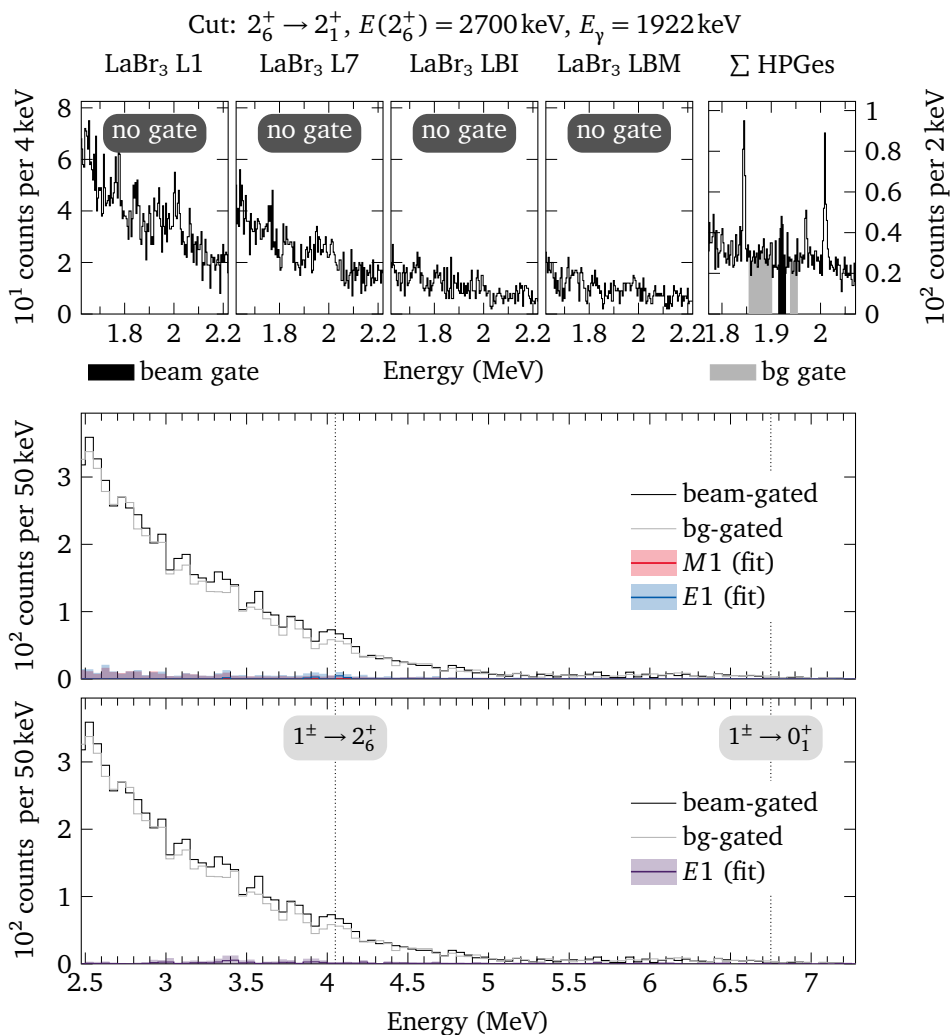 Cut: 2₆⁺ → 2₁⁺, E(2₆⁺) = 2700 keV, Eγ = 1922 keV
LaBr₃ L1 LaBr₃ L7 LaBr₃ LBI LaBr₃ LBM ∑ HPGes
no gate no gate no gate no gate
10¹ counts per 4 keV
0 2 4 6 8
1.8 2 2.2 1.8 2 2.2 1.8 2 2.2 1.8 2 2.2 1.8 1.9 2
0 0.2 0.4 0.6 0.8 1
10² counts per 2 keV
beam gate Energy (MeV) bg gate
10² counts per 50 keV
0 1 2 3
beam-gated
bg-gated
M1 (fit)
E1 (fit)
10² counts per 50 keV
0 1 2 3
1± → 2₆⁺ 1± → 0₁⁺
beam-gated
bg-gated
E1 (fit)
2.5 3 3.5 4 4.5 5 5.5 6 6.5 7
Energy (MeV)